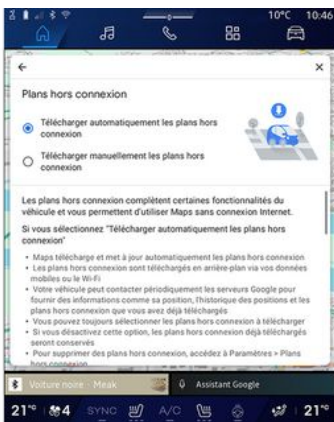 10°C 10:46
Plans hors connexion
Télécharger automatiquement les plans hors
connexion
Télécharger manuellement les plans hors
connexion
Les plans hors connexion complètent certaines fonctionnalités du
véhicule et vous permettent d'utiliser Maps sans connexion Internet.
Si vous sélectionnez "Télécharger automatiquement les plans hors
connexion"
• Maps télécharge et met à jour automatiquement les plans hors connexion
• Les plans hors connexion sont téléchargés en arrière-plan via vos données
mobiles ou le Wi-Fi
• Votre véhicule peut contacter périodiquement les serveurs Google pour
fournir des informations comme sa position, l'historique des positions et les
plans hors connexion que vous avez déjà téléchargés
• Vous pouvez toujours sélectionner les plans hors connexion à télécharger
• Si vous désactivez cette option, les plans hors connexion déjà téléchargés
seront conservés
• Pour supprimer des plans hors connexion, accédez à Paramètres > Plans
hors connexion
Voiture noire - Meak Assistant Google
21°C 4 SYNC A/C 21°C